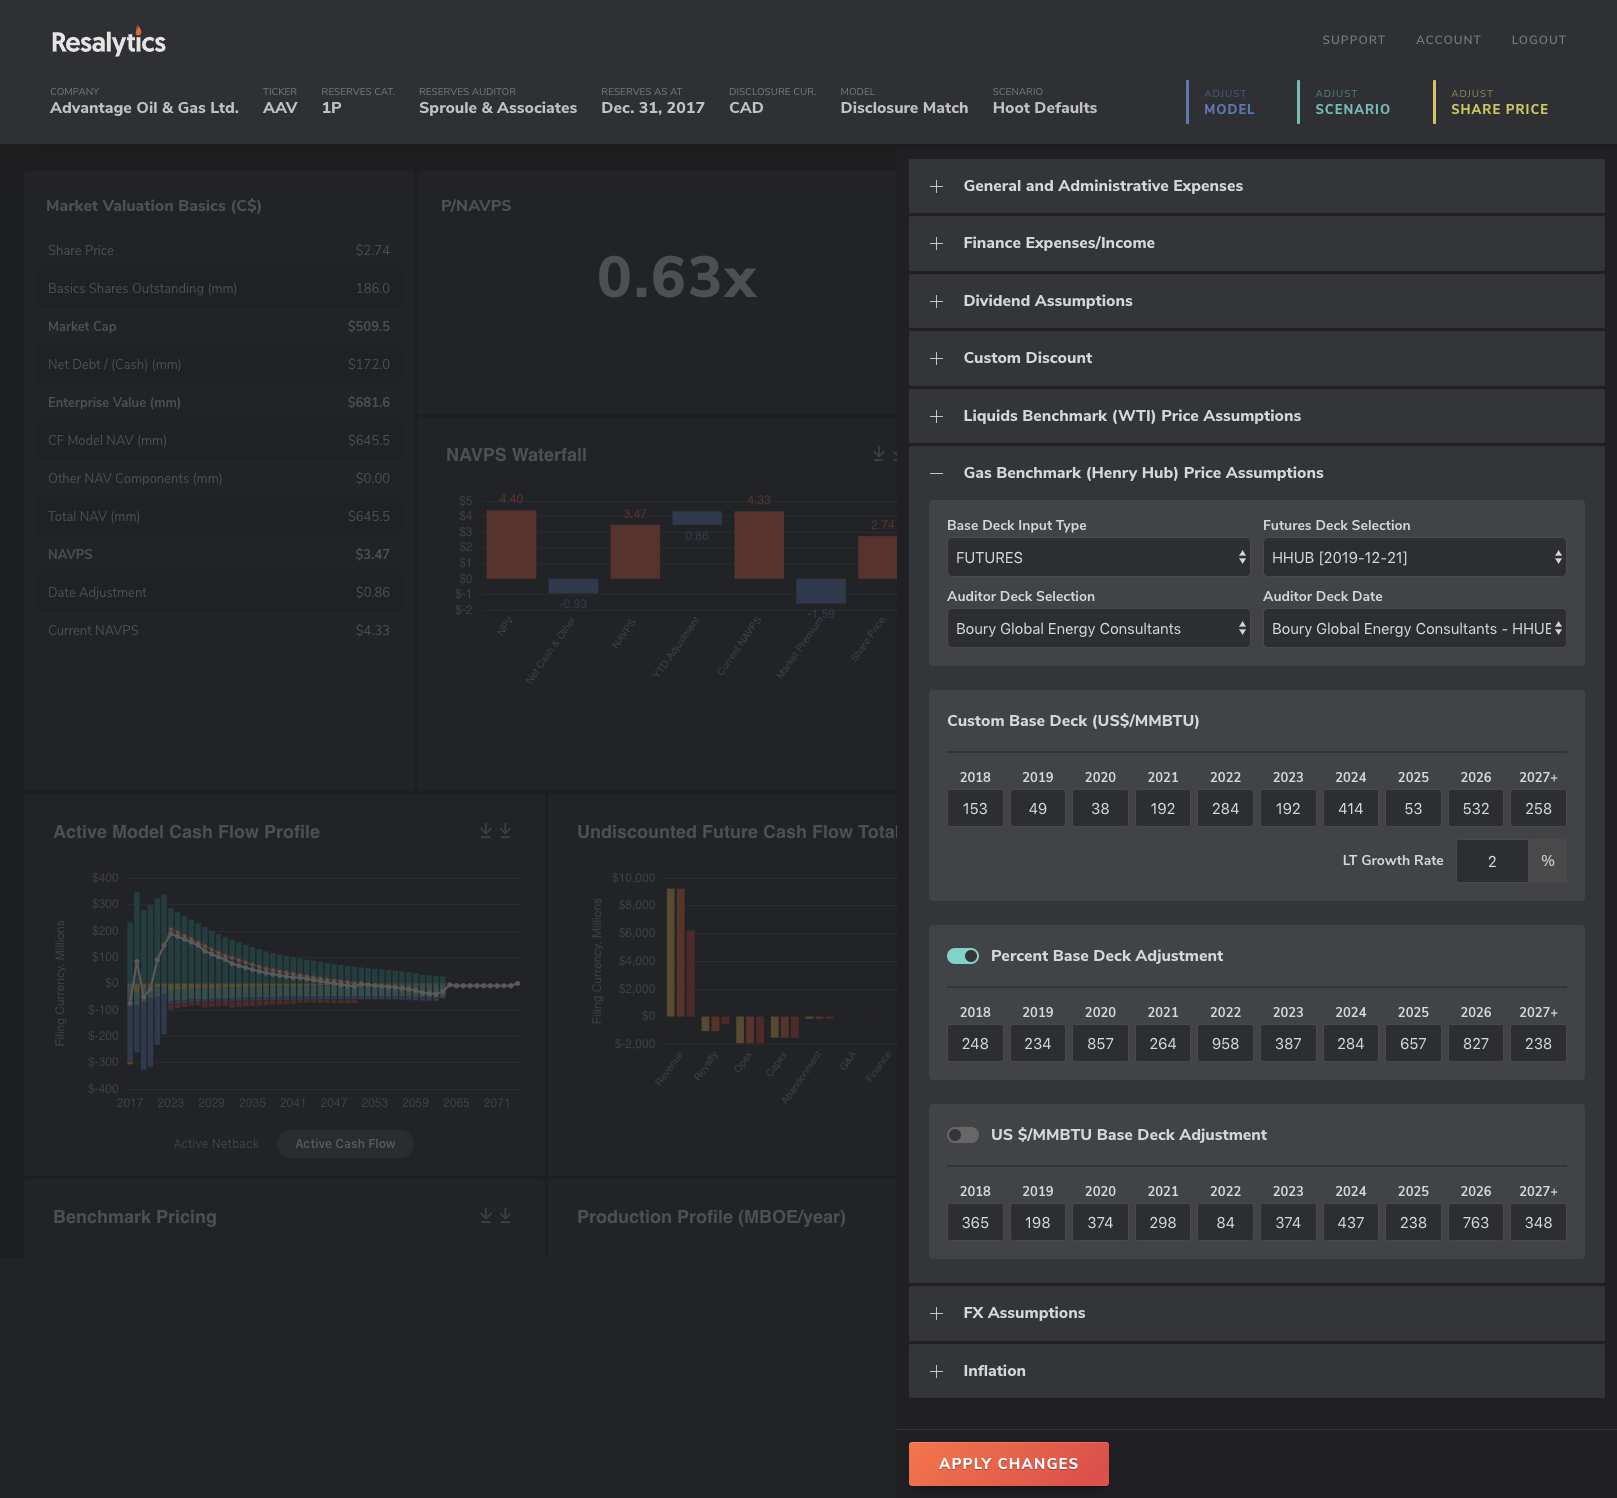 Resalytics
SUPPORT ACCOUNT LOGOUT
COMPANY TICKER RESERVES CAT. RESERVES AUDITOR RESERVES AS AT DISCLOSURE CUR. MODEL SCENARIO
Advantage Oil & Gas Ltd. AAV 1P Sproule & Associates Dec. 31, 2017 CAD Disclosure Match Hoot Defaults
ADJUST ADJUST ADJUST
MODEL SCENARIO SHARE PRICE
Market Valuation Basics (C$)
Share Price $2.74
Basics Shares Outstanding (mm) 186.0
Market Cap $509.5
Net Debt / (Cash) (mm) $172.0
Enterprise Value (mm) $681.6
CF Model NAV (mm) $645.5
Other NAV Components (mm) $0.00
Total NAV (mm) $645.5
NAVPS $3.47
Date Adjustment $0.86
Current NAVPS $4.33
P/NAVPS
0.63x
NAVPS Waterfall
$5
$4
$3
$2
$1
$0
$-1
$-2
4.40
-0.93
3.47
0.86
4.33
-1.59
2.74
NPV
Net Cash & Other
NAVPS
YTD Adjustment
Current NAVPS
Market Premium
Share Price
Active Model Cash Flow Profile
Filing Currency, Millions
$400
$300
$200
$100
$0
$-100
$-200
$-300
$-400
2017 2023 2029 2035 2041 2047 2053 2059 2065 2071
Active Netback Active Cash Flow
Undiscounted Future Cash Flow Total
Filing Currency, Millions
$10,000
$8,000
$6,000
$4,000
$2,000
$0
$-2,000
Revenue
Royalty
Opex
Capex
Abandonment
G&A
Finance
Benchmark Pricing
Production Profile (MBOE/year)
General and Administrative Expenses
Finance Expenses/Income
Dividend Assumptions
Custom Discount
Liquids Benchmark (WTI) Price Assumptions
Gas Benchmark (Henry Hub) Price Assumptions
Base Deck Input Type Futures Deck Selection
FUTURES HHUB [2019-12-21]
Auditor Deck Selection Auditor Deck Date
Boury Global Energy Consultants Boury Global Energy Consultants - HHUE
Custom Base Deck (US$/MMBTU)
2018 2019 2020 2021 2022 2023 2024 2025 2026 2027+
153 49 38 192 284 192 414 53 532 258
LT Growth Rate 2 %
Percent Base Deck Adjustment
2018 2019 2020 2021 2022 2023 2024 2025 2026 2027+
248 234 857 264 958 387 284 657 827 238
US $/MMBTU Base Deck Adjustment
2018 2019 2020 2021 2022 2023 2024 2025 2026 2027+
365 198 374 298 84 374 437 238 763 348
FX Assumptions
Inflation
APPLY CHANGES